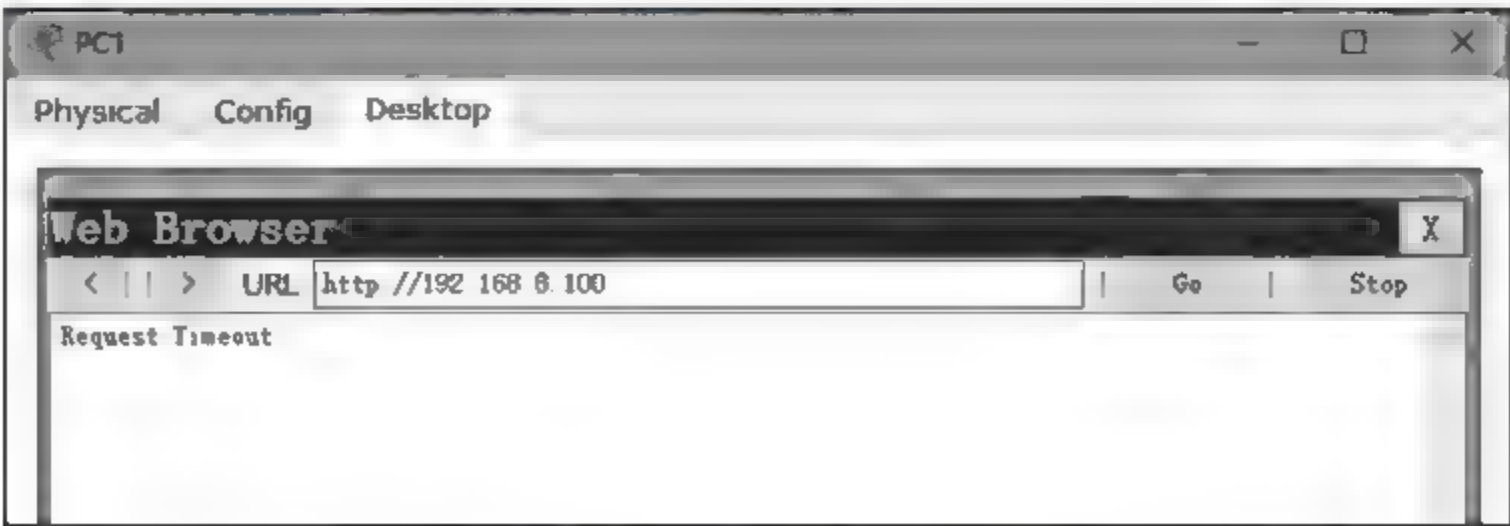 PC1
Physical Config Desktop
Web Browser
X
< > URL http //192 168 6.100 Go Stop
Request Timeout